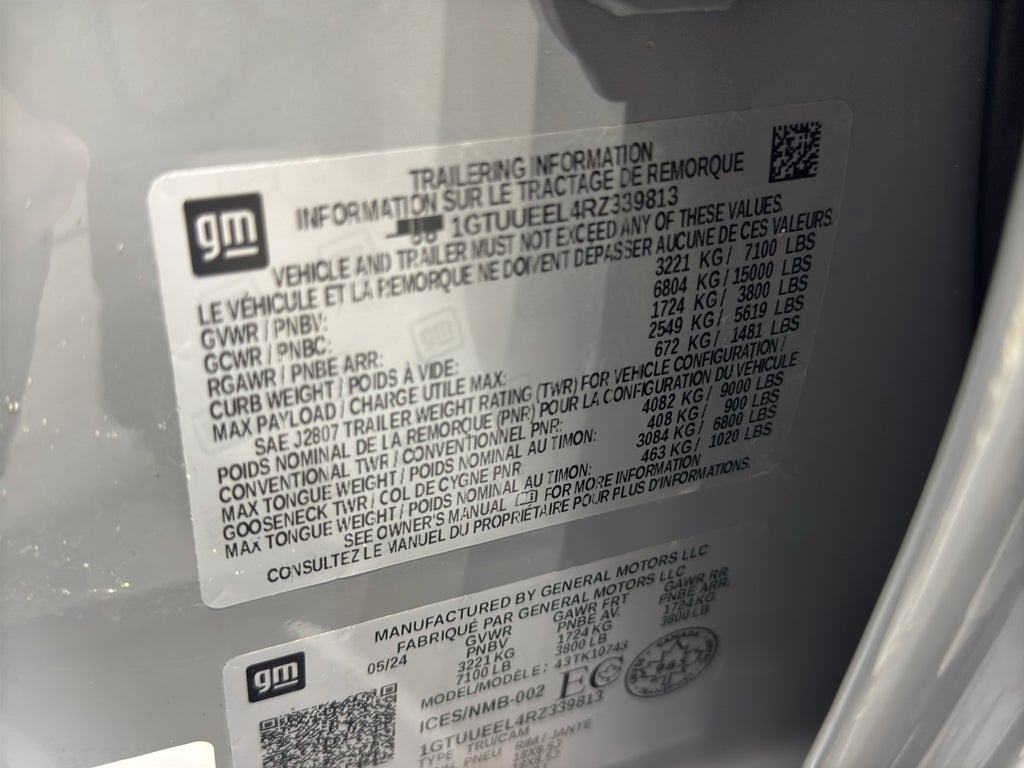 gm
TRAILERING INFORMATION
INFORMATION SUR LE TRACTAGE DE REMORQUE
1GTUUEEL4RZ339813
VEHICLE AND TRAILER MUST NOT EXCEED ANY OF THESE VALUES.
LE VÉHICULE ET LA REMORQUE NE DOIVENT DÉPASSER AUCUNE DE CES VALEURS.
GVWR / PNBV: 3221 KG / 7100 LBS
GCWR / PNBC: 6804 KG / 15000 LBS
RGAWR / PNBE ARR: 1724 KG / 3800 LBS
CURB WEIGHT / POIDS À VIDE: 2549 KG / 5619 LBS
MAX PAYLOAD / CHARGE UTILE MAX: 672 KG / 1481 LBS
SAE J2807 TRAILER WEIGHT RATING (TWR) FOR VEHICLE CONFIGURATION /
POIDS NOMINAL DE LA REMORQUE (PNR) POUR LA CONFIGURATION DU VEHICULE
CONVENTIONAL TWR / CONVENTIONNEL PNR: 4082 KG / 9000 LBS
MAX TONGUE WEIGHT / POIDS NOMINAL AU TIMON: 408 KG / 900 LBS
GOOSENECK TWR / COL DE CYGNE PNR 3084 KG / 6800 LBS
MAX TONGUE WEIGHT / POIDS NOMINAL AU TIMON: 463 KG / 1020 LBS
SEE OWNER'S MANUAL FOR MORE INFORMATION
CONSULTEZ LE MANUEL DU PROPRIÉTAIRE POUR PLUS D'INFORMATIONS.
gm
MANUFACTURED BY GENERAL MOTORS LLC
FABRIQUÉ PAR GENERAL MOTORS LLC
05/24 GVWR GAWR FRT GAWR RR
PNBV PNBE AV. PNBE ARR.
3221 KG 1724 KG 1724 KG
7100 LB 3800 LB 3800 LB
MODEL/MODÈLE: 43TK10743
ICES/NMB-002 EC
1GTUUEEL4RZ339813
TYPE TRU/CAM
PNEU RIM / JANTE